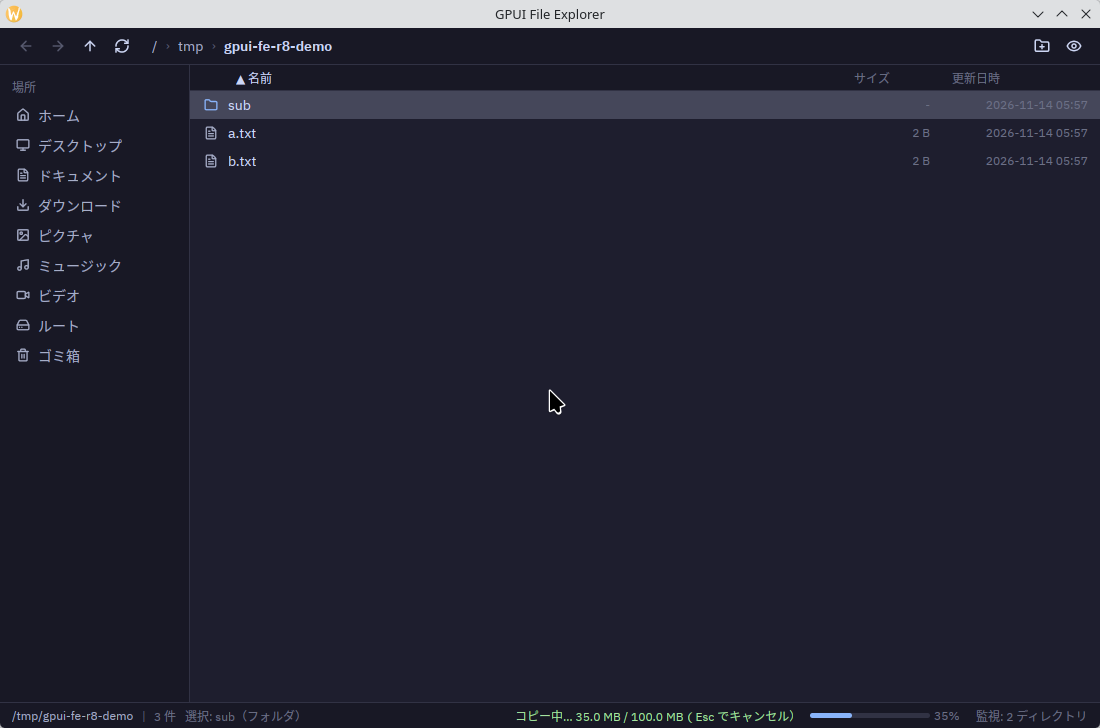 GPUI File Explorer
/ › tmp › gpui-fe-r8-demo
場所
ホーム
デスクトップ
ドキュメント
ダウンロード
ピクチャ
ミュージック
ビデオ
ルート
ゴミ箱
▲名前 サイズ 更新日時
sub - 2026-11-14 05:57
a.txt 2 B 2026-11-14 05:57
b.txt 2 B 2026-11-14 05:57
/tmp/gpui-fe-r8-demo | 3 件 選択: sub（フォルダ） コピー中... 35.0 MB / 100.0 MB ( Esc でキャンセル） 35% 監視: 2 ディレクトリ